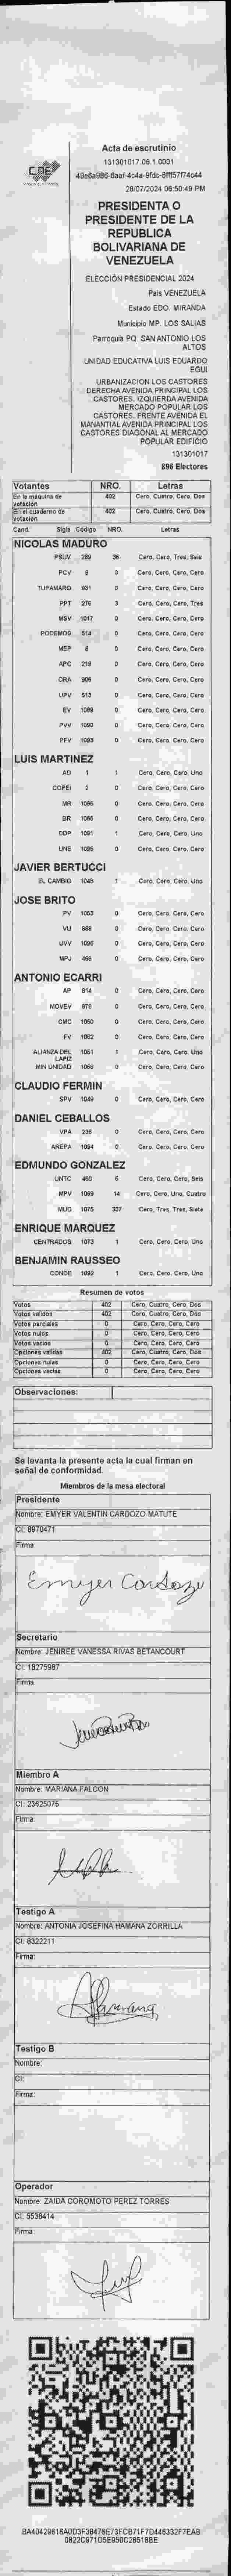 CNE
Acta de escrutinio
131301017.06.1.0001
28/07/2024 06:50:49 PM
PRESIDENTA O
PRESIDENTE DE LA
REPUBLICA
BOLIVARIANA DE
VENEZUELA
ELECCIÓN PRESIDENCIAL 2024
Pais VENEZUELA
Estado EDO. MIRANDA
Municipio MP. LOS SALIAS
Parroquia PQ. SAN ANTONIO LOS
ALTOS
UNIDAD EDUCATIVA LUIS EDUARDO
EGUI
URBANIZACION LOS CASTORES
DERECHA AVENIDA PRINCIPAL LOS
CASTORES. IZQUIERDA AVENIDA
MERCADO POPULAR LOS
CASTORES. FRENTE AVENIDA EL
MANANTIAL AVENIDA PRINCIPAL LOS
CASTORES DIAGONAL AL MERCADO
POPULAR EDIFICIO
131301017
896 Electores
Votantes NRO. Letras
En la máquina de votación 402 Cero, Cuatro, Cero, Dos
En el cuaderno de votación 402 Cero, Cuatro, Cero, Dos
Cand. Sigla Código NRO. Letras
NICOLAS MADURO
PSUV 289 36 Cero, Cero, Tres, Seis
PCV 9 0 Cero, Cero, Cero, Cero
TUPAMARO 931 0 Cero, Cero, Cero, Cero
PPT 276 3 Cero, Cero, Cero, Tres
MSV 1017 0 Cero, Cero, Cero, Cero
PODEMOS 514 0 Cero, Cero, Cero, Cero
MEP 6 0 Cero, Cero, Cero, Cero
APC 219 0 Cero, Cero, Cero, Cero
ORA 906 0 Cero, Cero, Cero, Cero
UPV 513 0 Cero, Cero, Cero, Cero
EV 1089 0 Cero, Cero, Cero, Cero
PVV 1090 0 Cero, Cero, Cero, Cero
PFV 1093 0 Cero, Cero, Cero, Cero
LUIS MARTINEZ
AD 1 1 Cero, Cero, Cero, Uno
COPEI 2 0 Cero, Cero, Cero, Cero
MR 0 Cero, Cero, Cero, Cero
BR 0 Cero, Cero, Cero, Cero
DDP 1091 1 Cero, Cero, Cero, Uno
UNE 1095 0 Cero, Cero, Cero, Cero
JAVIER BERTUCCI
EL CAMBIO 1048 1 Cero, Cero, Cero, Uno
JOSE BRITO
PV 1053 0 Cero, Cero, Cero, Cero
VU 988 0 Cero, Cero, Cero, Cero
UVV 1096 0 Cero, Cero, Cero, Cero
MPJ 0 Cero, Cero, Cero, Cero
ANTONIO ECARRI
AP 814 0 Cero, Cero, Cero, Cero
MOVEV 676 0 Cero, Cero, Cero, Cero
CMC 1050 0 Cero, Cero, Cero, Cero
FV 1062 0 Cero, Cero, Cero, Cero
ALIANZA DEL LAPIZ 1051 1 Cero, Cero, Cero, Uno
MIN UNIDAD 0 Cero, Cero, Cero, Cero
CLAUDIO FERMIN
SPV 1049 0 Cero, Cero, Cero, Cero
DANIEL CEBALLOS
VPA 238 0 Cero, Cero, Cero, Cero
AREPA 1094 0 Cero, Cero, Cero, Cero
EDMUNDO GONZALEZ
UNTC 460 6 Cero, Cero, Cero, Seis
MPV 1069 14 Cero, Cero, Uno, Cuatro
MUD 1075 337 Cero, Tres, Tres, Siete
ENRIQUE MARQUEZ
CENTRADOS 1073 1 Cero, Cero, Cero, Uno
BENJAMIN RAUSSEO
CONDE 1092 1 Cero, Cero, Cero, Uno
Resumen de votos
Votos 402 Cero, Cuatro, Cero, Dos
Votos validos 402 Cero, Cuatro, Cero, Dos
Votos parciales 0 Cero, Cero, Cero, Cero
Votos nulos 0 Cero, Cero, Cero, Cero
Votos vacios 0 Cero, Cero, Cero, Cero
Opciones validas 402 Cero, Cuatro, Cero, Dos
Opciones nulas 0 Cero, Cero, Cero, Cero
Opciones vacias 0 Cero, Cero, Cero, Cero
Observaciones:
Se levanta la presente acta la cual firman en
señal de conformidad.
Miembros de la mesa electoral
Presidente
Nombre: EMYER VALENTIN CARDOZO MATUTE
CI: 8970471
Firma:
Emyer Cardozo
Secretario
Nombre: JENIREE VANESSA RIVAS BETANCOURT
CI: 18275987
Firma:
Miembro A
Nombre: MARIANA FALCON
CI: 23625075
Firma:
Testigo A
Nombre: ANTONIA JOSEFINA HAMANA ZORRILLA
CI: 8322211
Firma:
Testigo B
Nombre:
CI:
Firma:
Operador
Nombre: ZAIDA COROMOTO PEREZ TORRES
CI: 5538414
Firma: